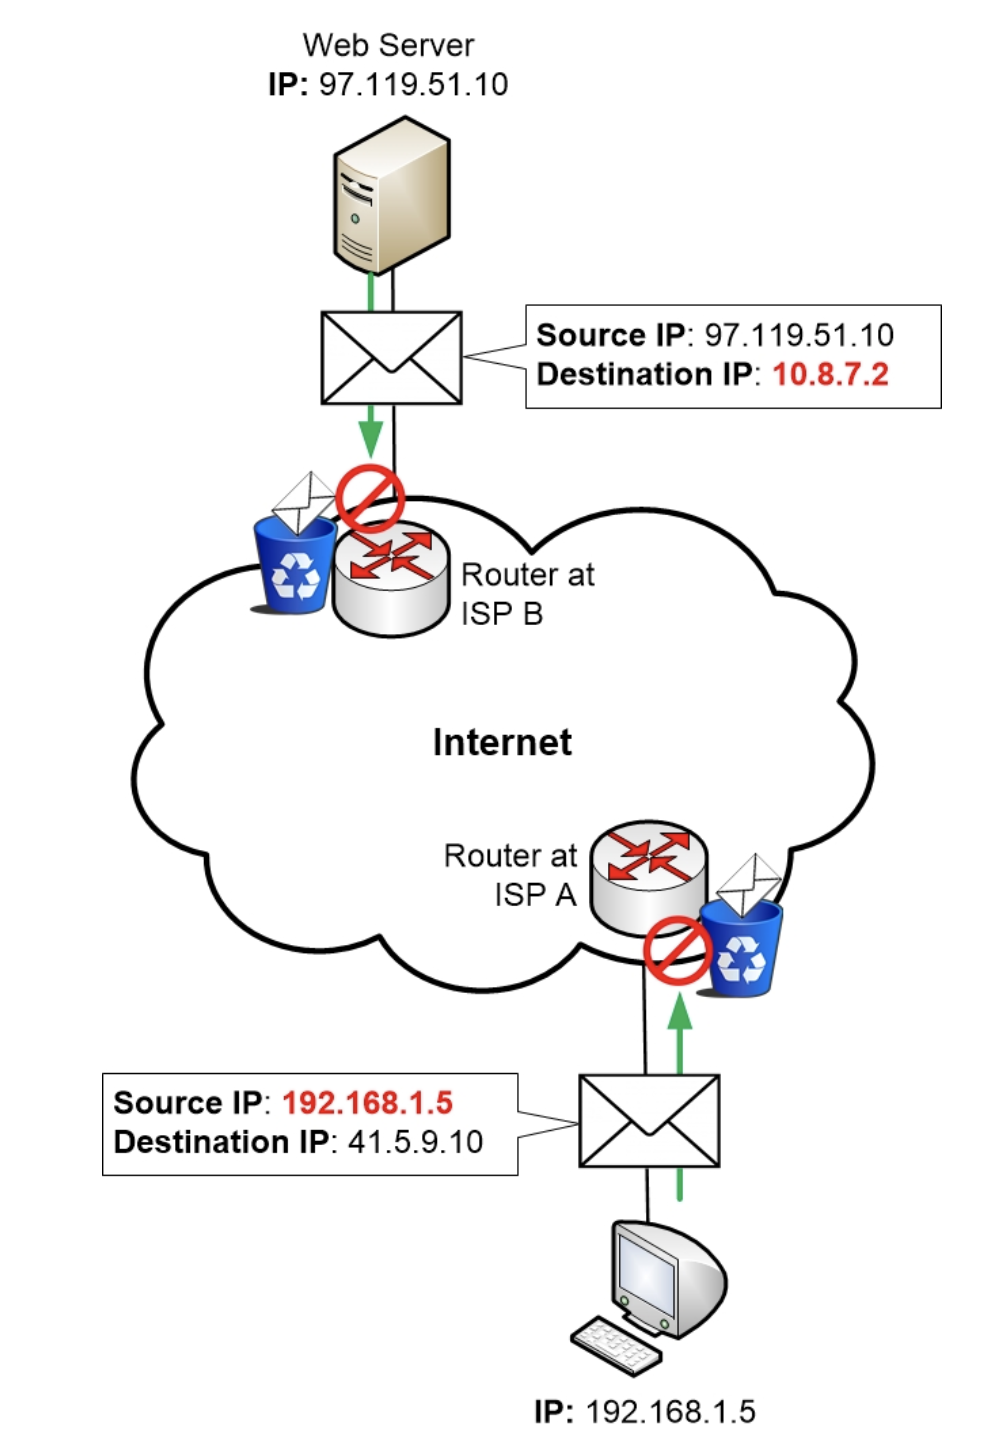 Web Server
IP: 97.119.51.10
Source IP: 97.119.51.10
Destination IP: 10.8.7.2
Router at
ISP B
Internet
Router at
ISP A
Source IP: 192.168.1.5
Destination IP: 41.5.9.10
IP: 192.168.1.5